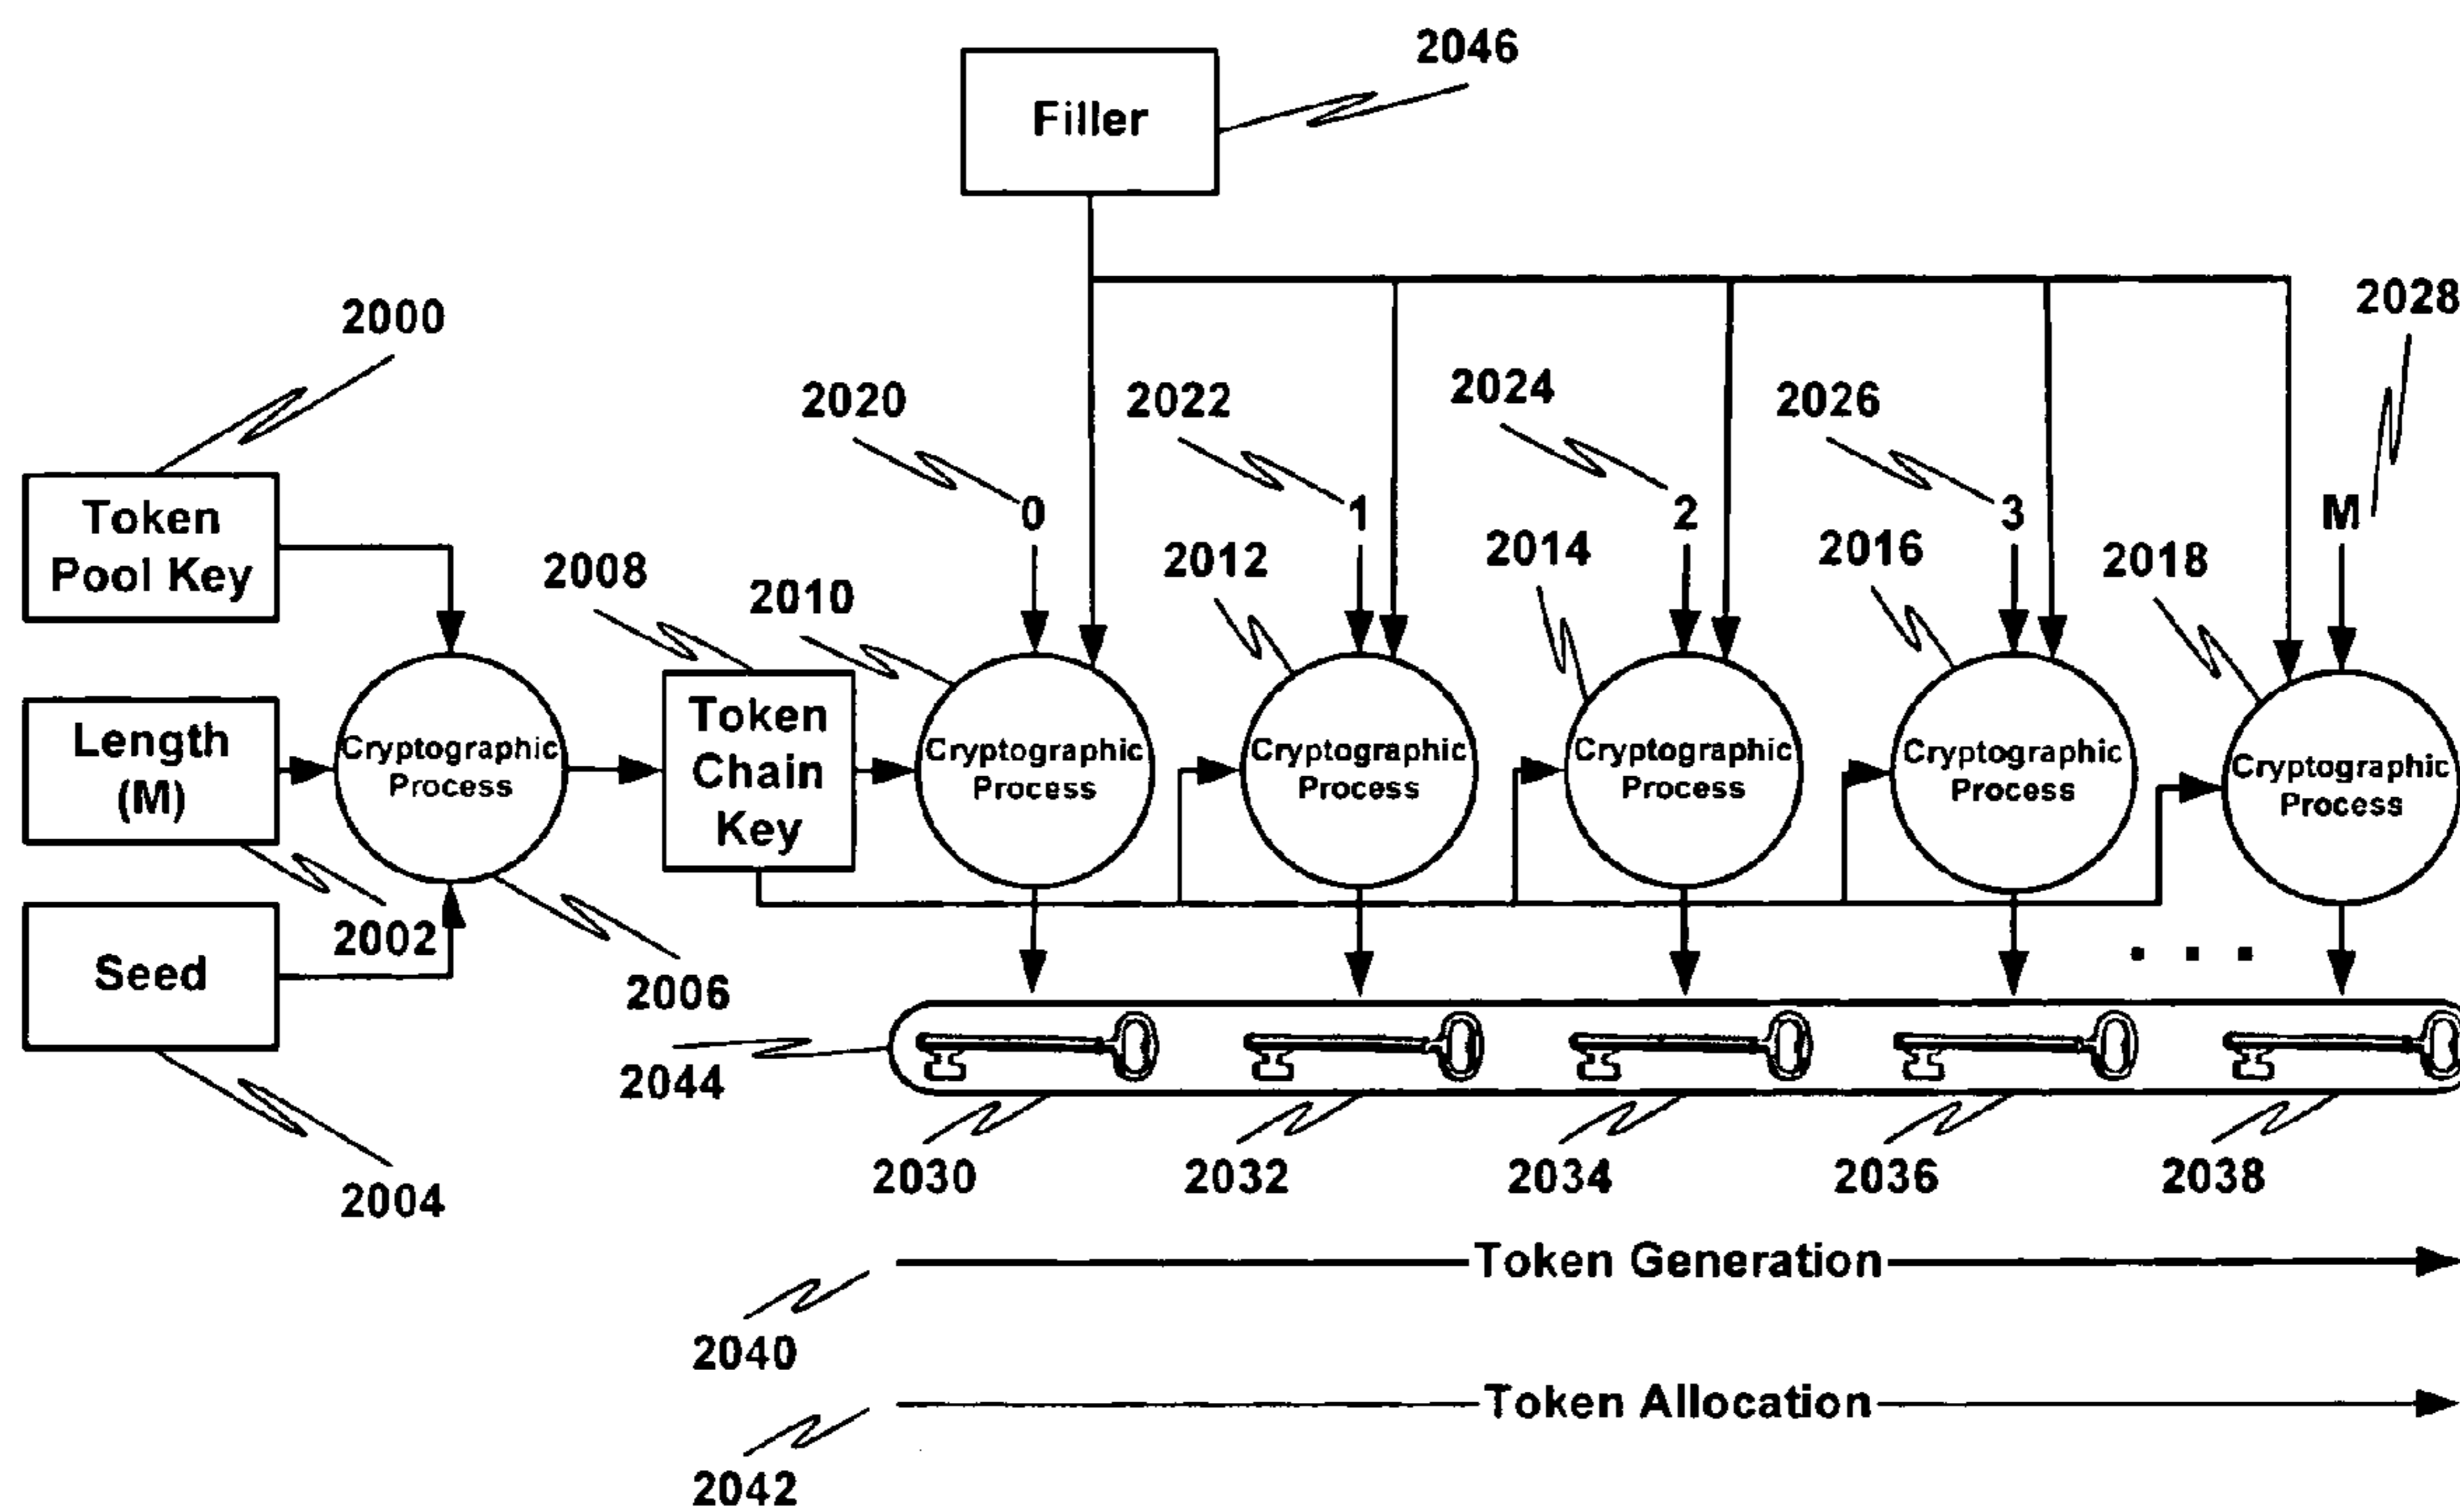 2046
Filler
2028
2000
2020
2022
2024
2026
0
1
2
3
M
Token
Pool Key
2008
2010
2012
2014
2016
2018
Length
(M)
Cryptographic
Process
Token
Chain
Key
Cryptographic
Process
Cryptographic
Process
Cryptographic
Process
Cryptographic
Process
Cryptographic
Process
2002
Seed
2006
. . .
2044
2004
2030
2032
2034
2036
2038
Token Generation
2040
Token Allocation
2042